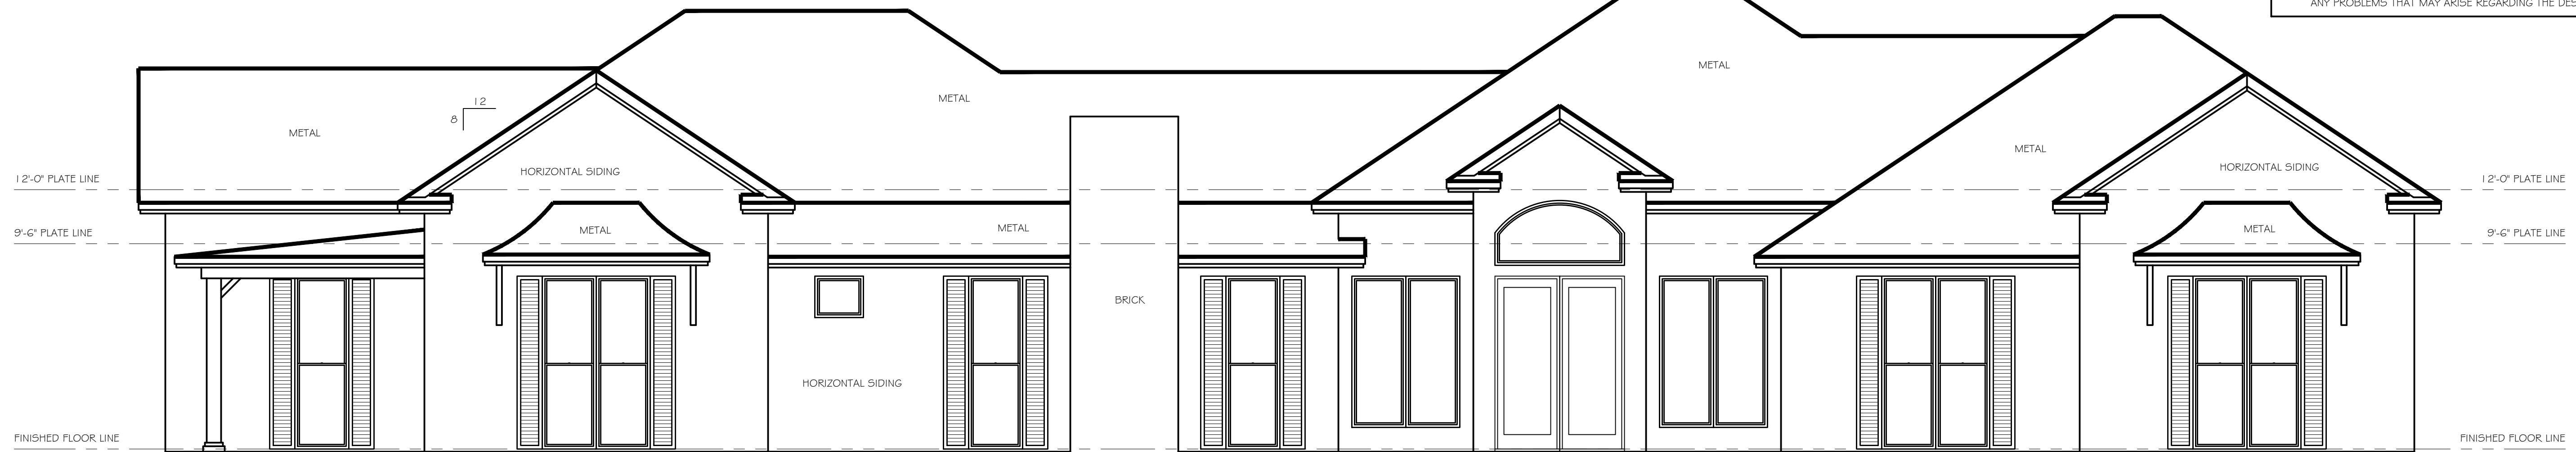 ANY PROBLEMS THAT MAY ARISE REGARDING THE DES
METAL
METAL
12
8
METAL
METAL
12'-0" PLATE LINE
HORIZONTAL SIDING
HORIZONTAL SIDING
12'-0" PLATE LINE
9'-6" PLATE LINE
METAL
METAL
METAL
9'-6" PLATE LINE
BRICK
HORIZONTAL SIDING
FINISHED FLOOR LINE
FINISHED FLOOR LINE